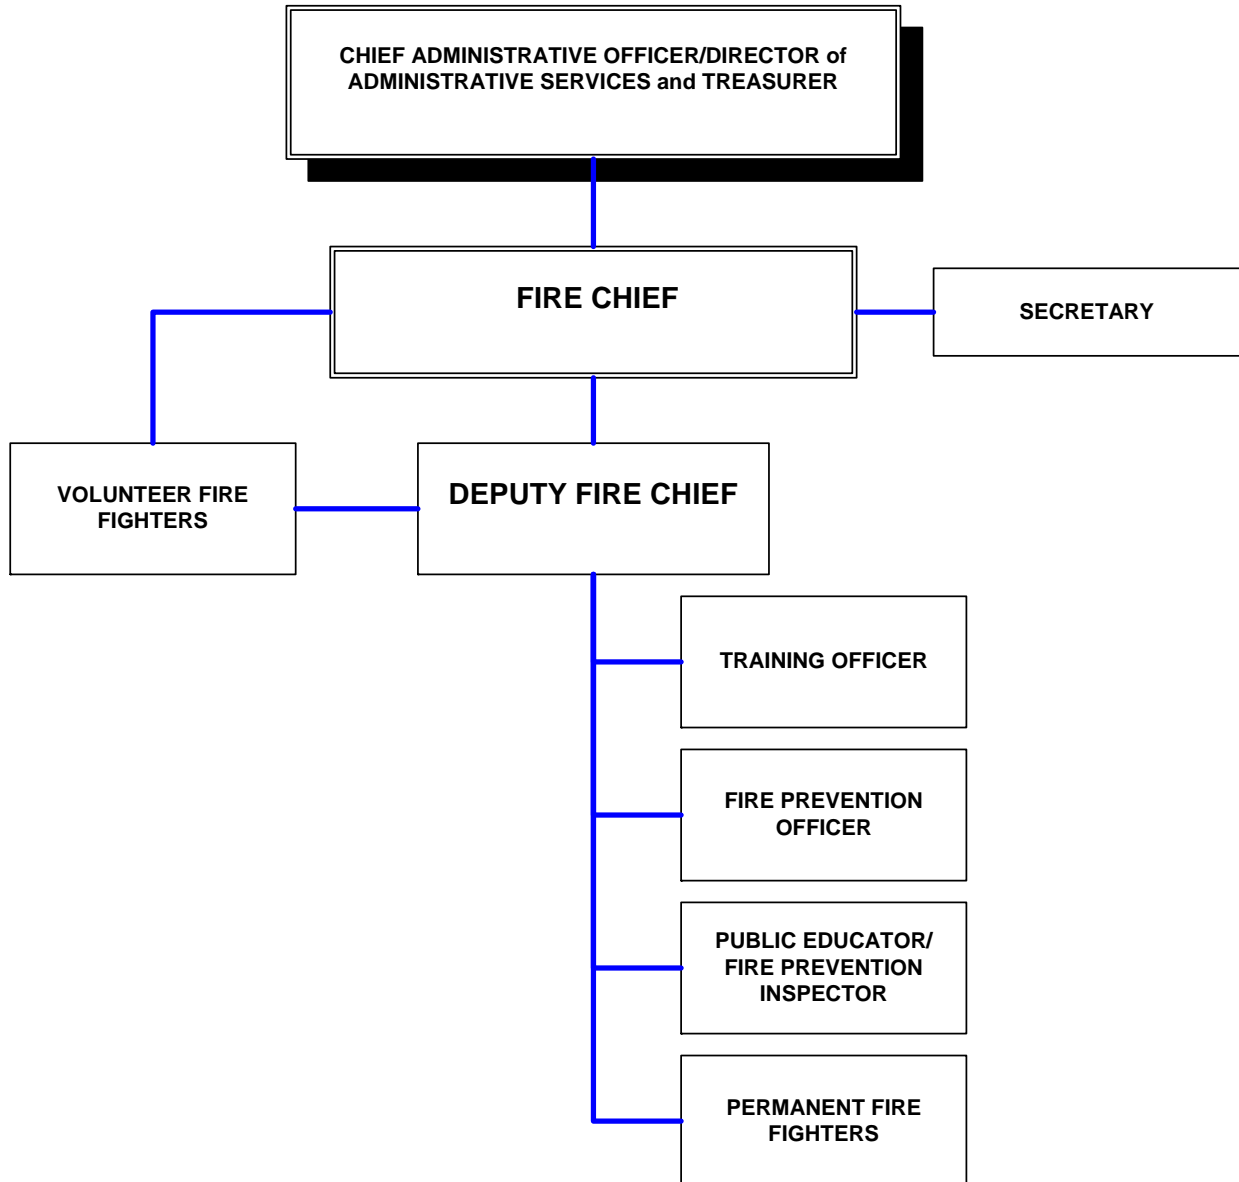 CHIEF ADMINISTRATIVE OFFICER/DIRECTOR of
ADMINISTRATIVE SERVICES and TREASURER
FIRE CHIEF
SECRETARY
VOLUNTEER FIRE
FIGHTERS
DEPUTY FIRE CHIEF
TRAINING OFFICER
FIRE PREVENTION
OFFICER
PUBLIC EDUCATOR/
FIRE PREVENTION
INSPECTOR
PERMANENT FIRE
FIGHTERS